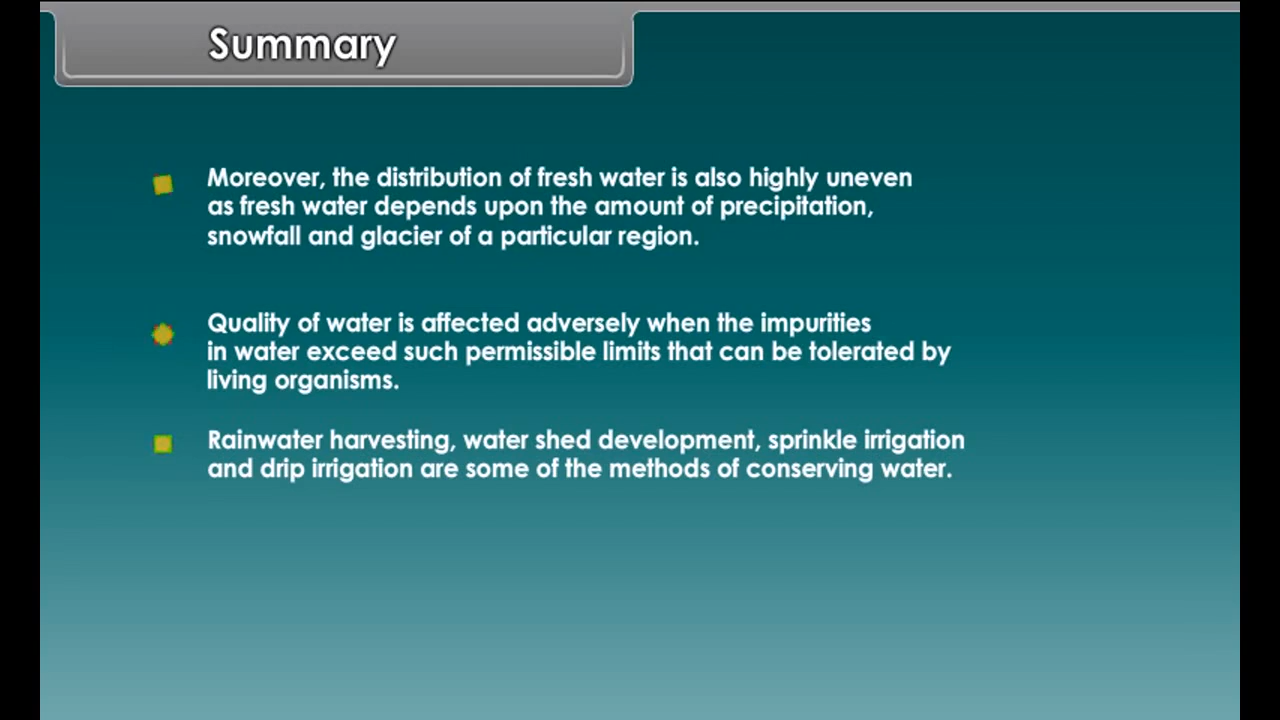 Summary
Moreover, the distribution of fresh water is also highly uneven
as fresh water depends upon the amount of precipitation,
snowfall and glacier of a particular region.
Quality of water is affected adversely when the impurities
in water exceed such permissible limits that can be tolerated by
living organisms.
Rainwater harvesting, water shed development, sprinkle irrigation
and drip irrigation are some of the methods of conserving water.